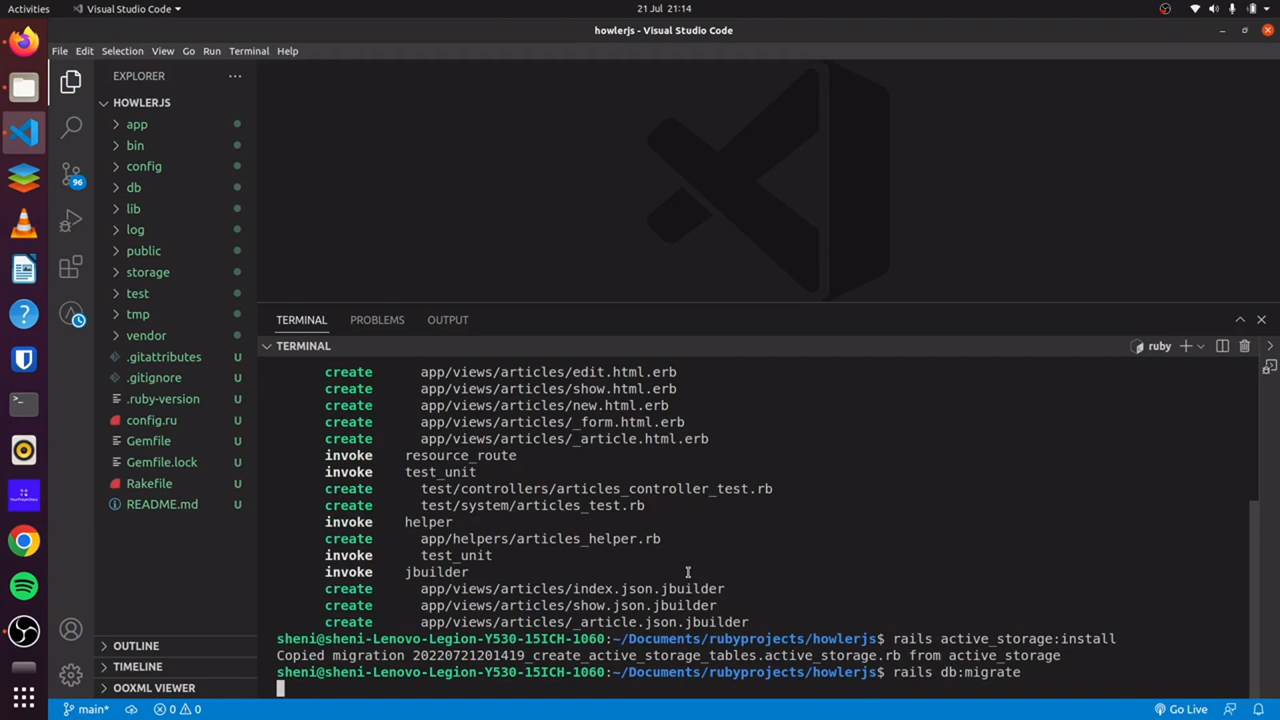 Activities
Visual Studio Code
21 Jul 21:14
howlerjs - Visual Studio Code
File Edit Selection View Go Run Terminal Help
EXPLORER
HOWLERJS
app
bin
config
db
lib
log
public
storage
test
tmp
vendor
.gitattributes U
.gitignore U
.ruby-version U
config.ru U
Gemfile U
Gemfile.lock U
Rakefile U
README.md U
OUTLINE
TIMELINE
OOXML VIEWER
96
TERMINAL PROBLEMS OUTPUT
TERMINAL
ruby
create app/views/articles/edit.html.erb
create app/views/articles/show.html.erb
create app/views/articles/new.html.erb
create app/views/articles/_form.html.erb
create app/views/articles/_article.html.erb
invoke resource_route
invoke test_unit
create test/controllers/articles_controller_test.rb
create test/system/articles_test.rb
invoke helper
create app/helpers/articles_helper.rb
invoke test_unit
invoke jbuilder
create app/views/articles/index.json.jbuilder
create app/views/articles/show.json.jbuilder
create app/views/articles/_article.json.jbuilder
sheni@sheni-Lenovo-Legion-Y530-15ICH-1060:~/Documents/rubyprojects/howlerjs$ rails active_storage:install
Copied migration 20220721201419_create_active_storage_tables.active_storage.rb from active_storage
sheni@sheni-Lenovo-Legion-Y530-15ICH-1060:~/Documents/rubyprojects/howlerjs$ rails db:migrate
main* 0 0
Go Live